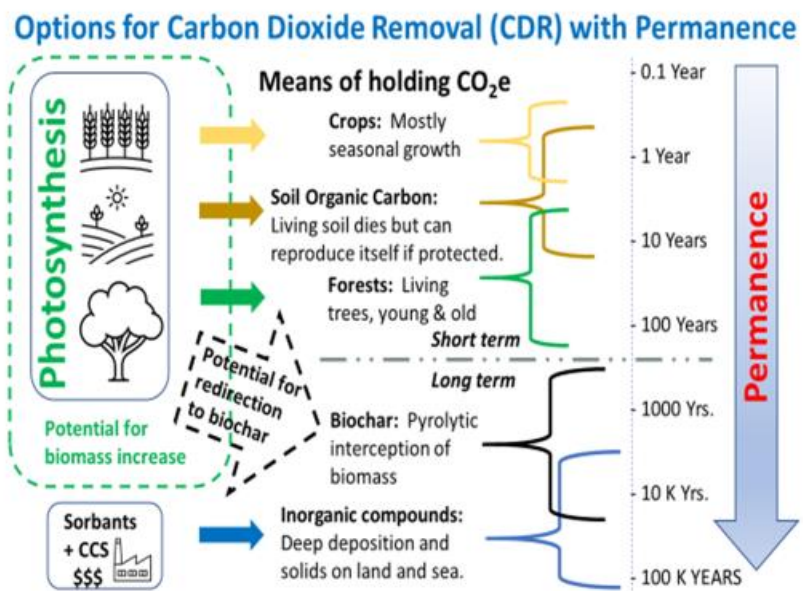 Options for Carbon Dioxide Removal (CDR) with Permanence
Photosynthesis
Potential for
biomass increase
Means of holding CO₂e
Crops: Mostly
seasonal growth
Soil Organic Carbon:
Living soil dies but can
reproduce itself if protected.
Forests: Living
trees, young & old
Short term
Long term
Potential for
redirection
to biochar
Biochar: Pyrolytic
interception of
biomass
Sorbants
+ CCS
$$$
Inorganic compounds:
Deep deposition and
solids on land and sea.
- 0.1 Year
- 1 Year
- 10 Years
- 100 Years
1000 Yrs.
- 10 K Yrs.
- 100 K YEARS
Permanence